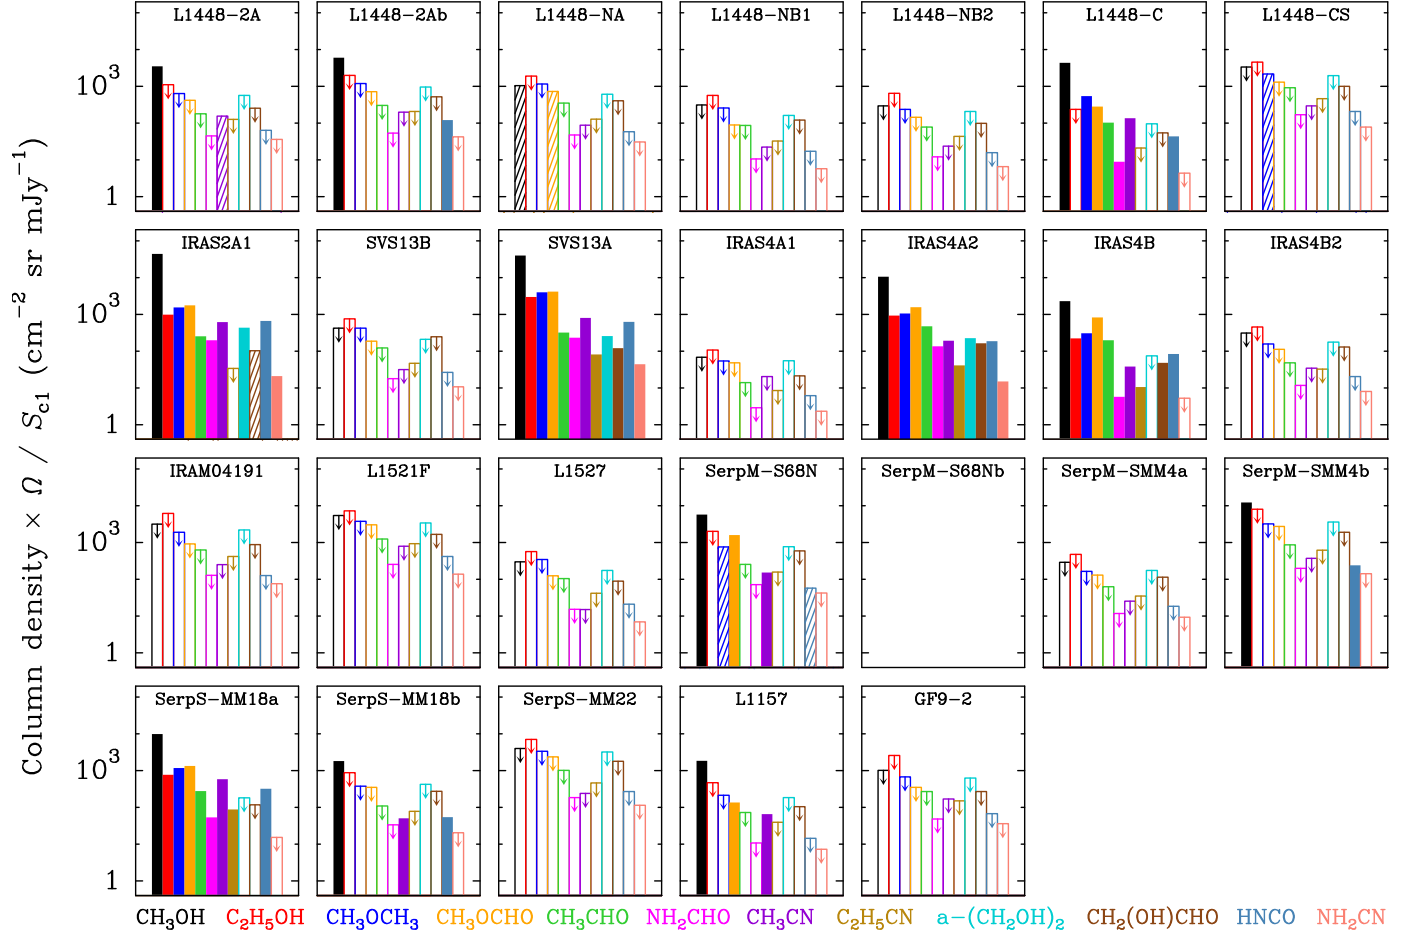 L1448-2A L1448-2Ab L1448-NA L1448-NB1 L1448-NB2 L1448-C L1448-CS
10³
1
IRAS2A1 SVS13B SVS13A IRAS4A1 IRAS4A2 IRAS4B IRAS4B2
10³
1
IRAM04191 L1521F L1527 SerpM-S68N SerpM-S68Nb SerpM-SMM4a SerpM-SMM4b
10³
1
SerpS-MM18a SerpS-MM18b SerpS-MM22 L1157 GF9-2
10³
1
Column density × Ω / S_c1 (cm⁻² sr mJy⁻¹)
CH₃OH C₂H₅OH CH₃OCH₃ CH₃OCHO CH₃CHO NH₂CHO CH₃CN C₂H₅CN a-(CH₂OH)₂ CH₂(OH)CHO HNCO NH₂CN